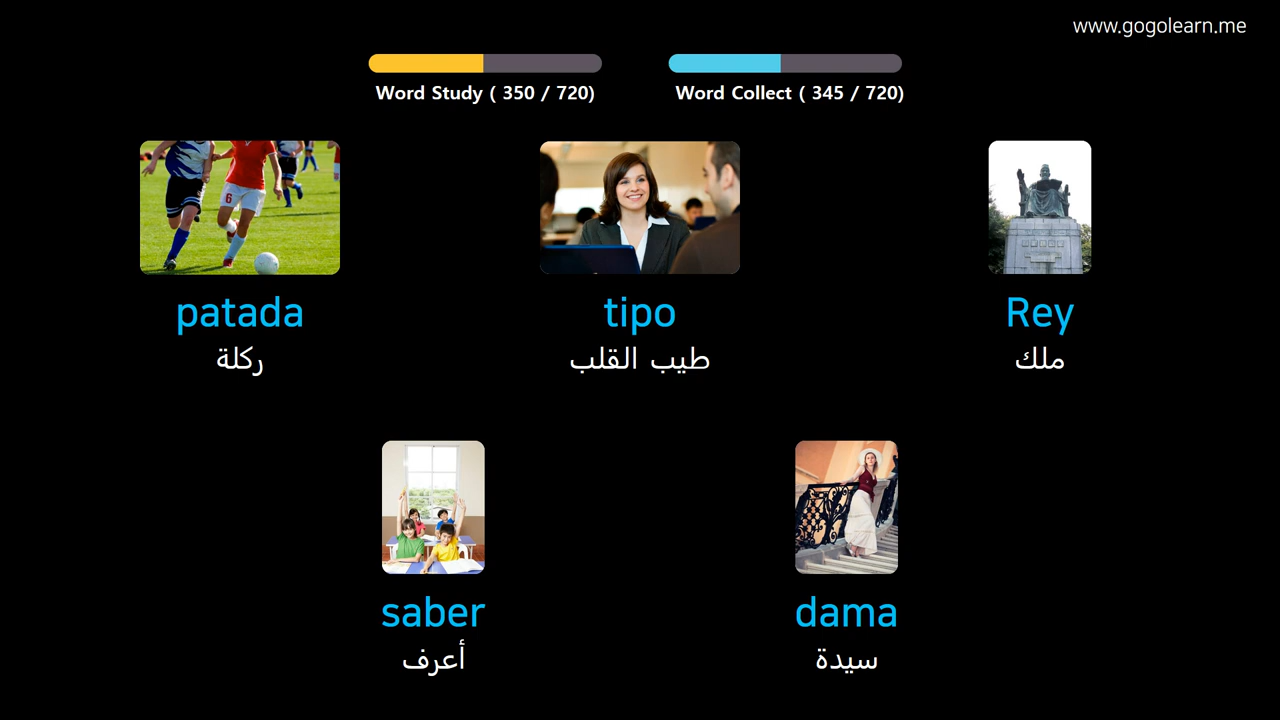 www.gogolearn.me
Word Study ( 350 / 720)
Word Collect ( 345 / 720)
patada
ركلة
tipo
طيب القلب
Rey
ملك
saber
أعرف
dama
سيدة